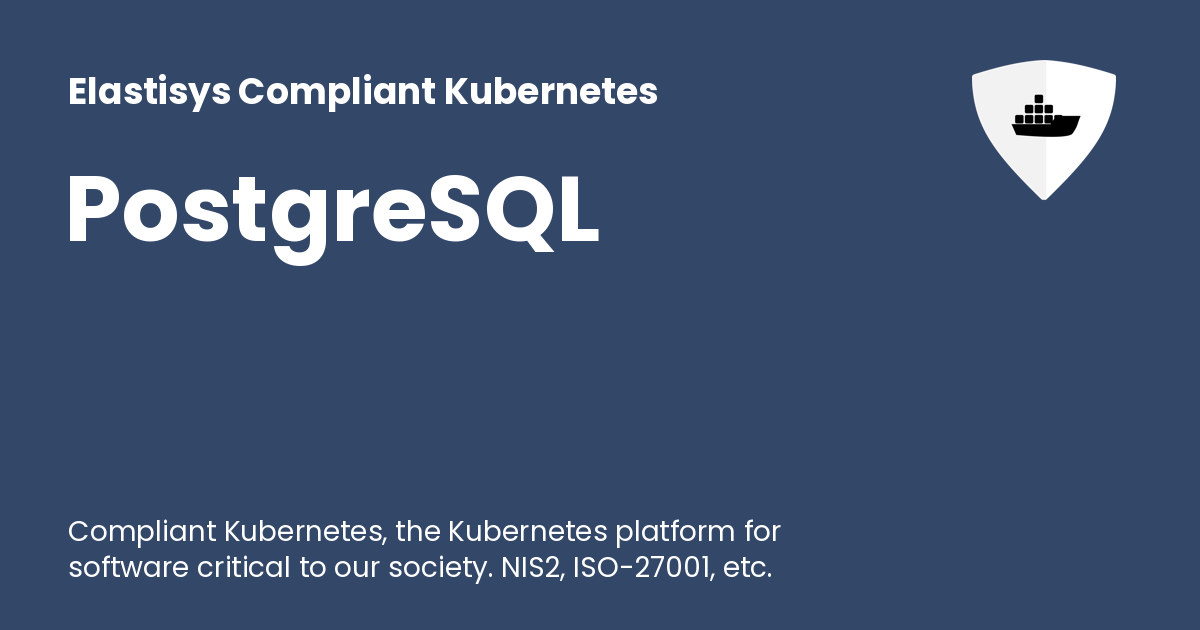 Elastisys Compliant Kubernetes
PostgreSQL
Compliant Kubernetes, the Kubernetes platform for
software critical to our society. NIS2, ISO-27001, etc.